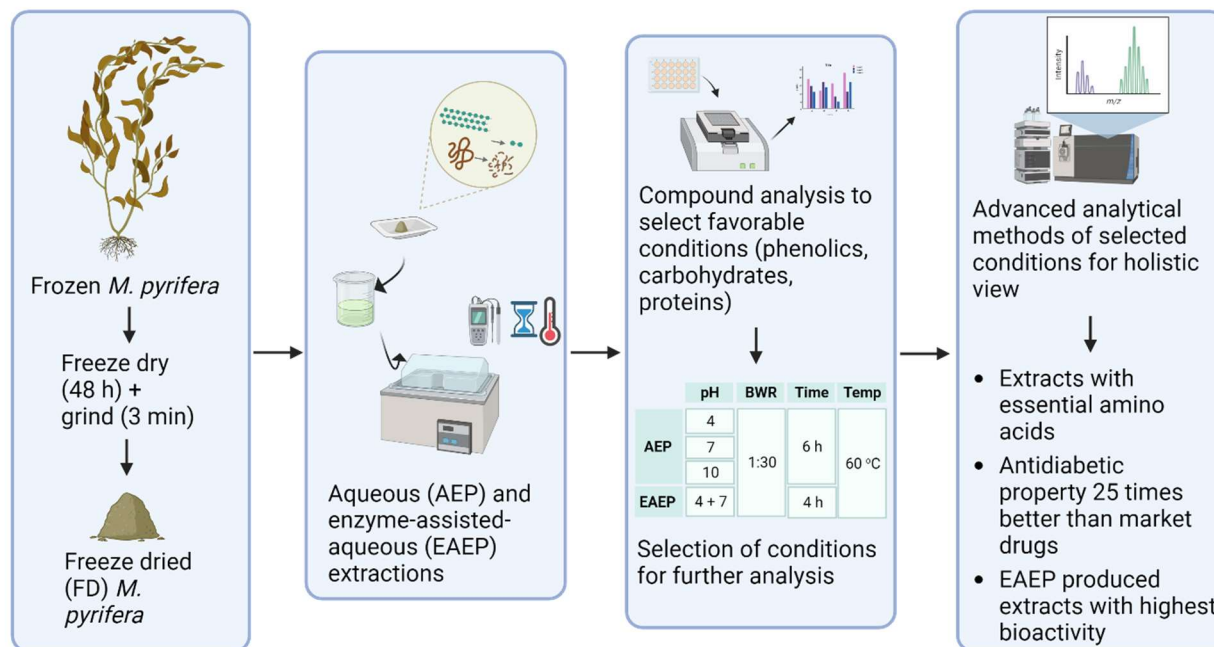 Frozen M. pyrifera
Freeze dry
(48 h) +
grind (3 min)
Freeze dried
(FD) M.
pyrifera
Aqueous (AEP) and
enzyme-assisted-
aqueous (EAEP)
extractions
Compound analysis to
select favorable
conditions (phenolics,
carbohydrates,
proteins)
pH BWR Time Temp
AEP 4 7 10 1:30 6 h 60 °C
EAEP 4 + 7 4 h
Selection of conditions
for further analysis
Intensity
m/z
Advanced analytical
methods of selected
conditions for holistic
view
• Extracts with
essential amino
acids
• Antidiabetic
property 25 times
better than market
drugs
• EAEP produced
extracts with highest
bioactivity